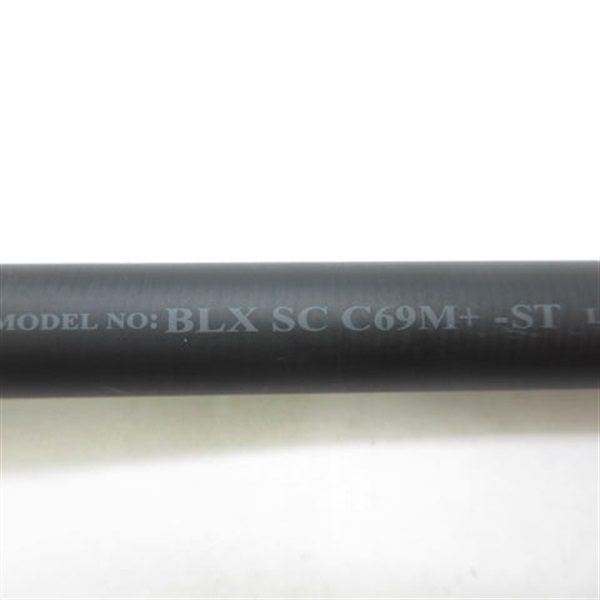 MODEL NO: BLX SC C69M+ -ST L